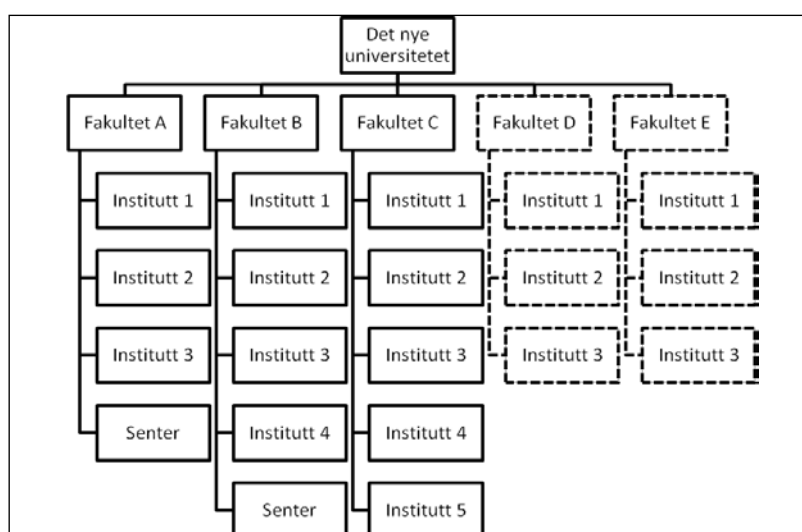 Det nye
universitetet
Fakultet A
Fakultet B
Fakultet C
Fakultet D
Fakultet E
Institutt 1
Institutt 1
Institutt 1
Institutt 1
Institutt 1
Institutt 2
Institutt 2
Institutt 2
Institutt 2
Institutt 2
Institutt 3
Institutt 3
Institutt 3
Institutt 3
Institutt 3
Senter
Institutt 4
Institutt 4
Senter
Institutt 5